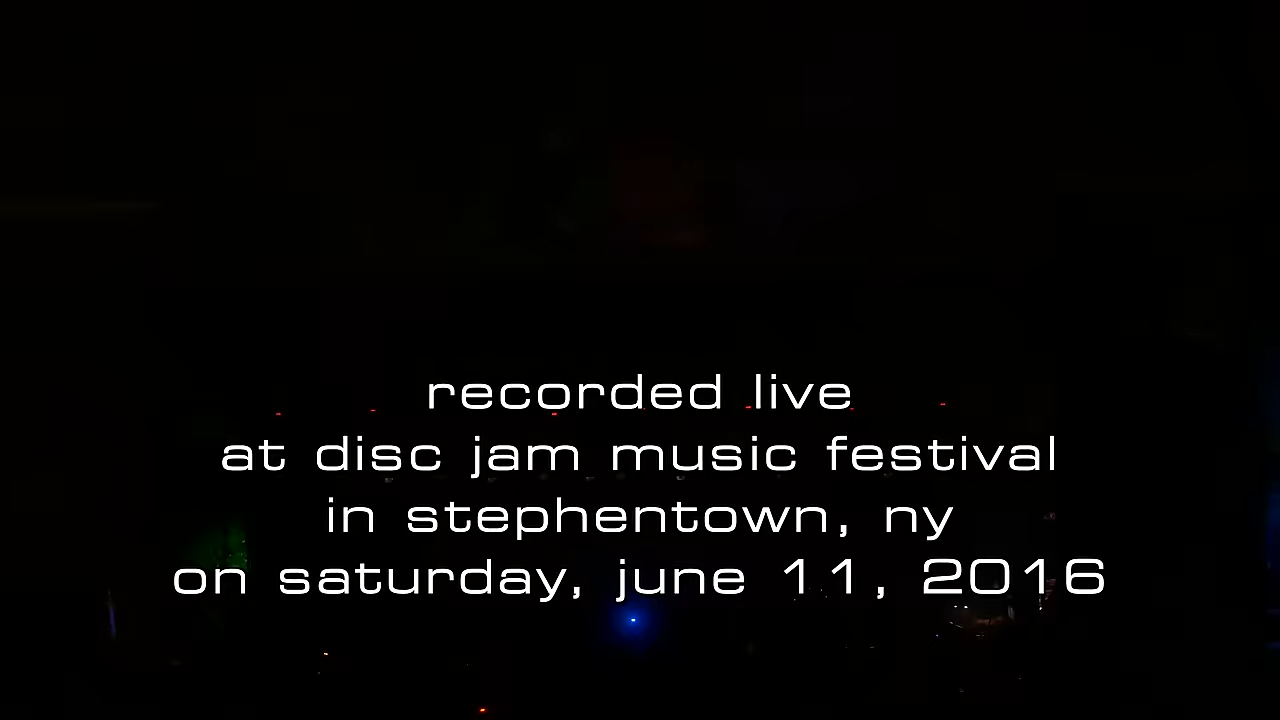 recorded live
at disc jam music festival
in stephentown, ny
on saturday, june 11, 2016